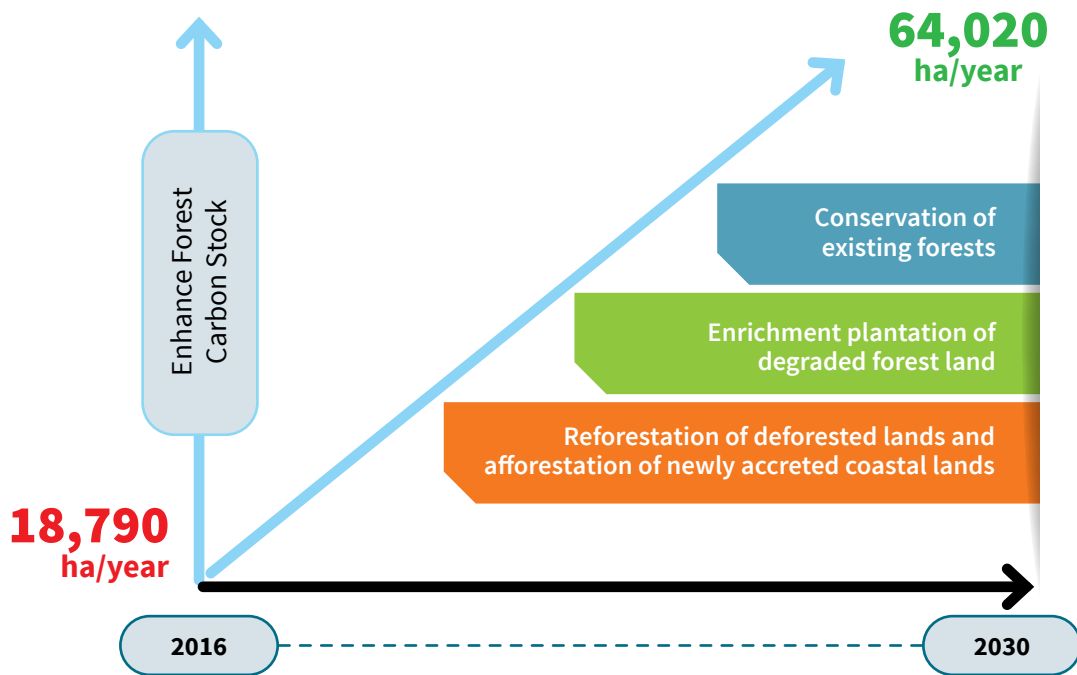 64,020
ha/year
Enhance Forest
Carbon Stock
Conservation of
existing forests
Enrichment plantation of
degraded forest land
Reforestation of deforested lands and
afforestation of newly accreted coastal lands
18,790
ha/year
2016
2030